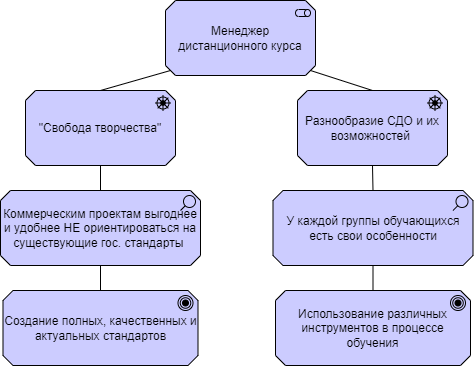 Менеджер
дистанционного курса
"Свобода творчества"
Разнообразие СДО и их
возможностей
Коммерческим проектам выгоднее
и удобнее НЕ ориентироваться на
существующие гос. стандарты
У каждой группы обучающихся
есть свои особенности
Создание полных, качественных и
актуальных стандартов
Использование различных
инструментов в процессе
обучения